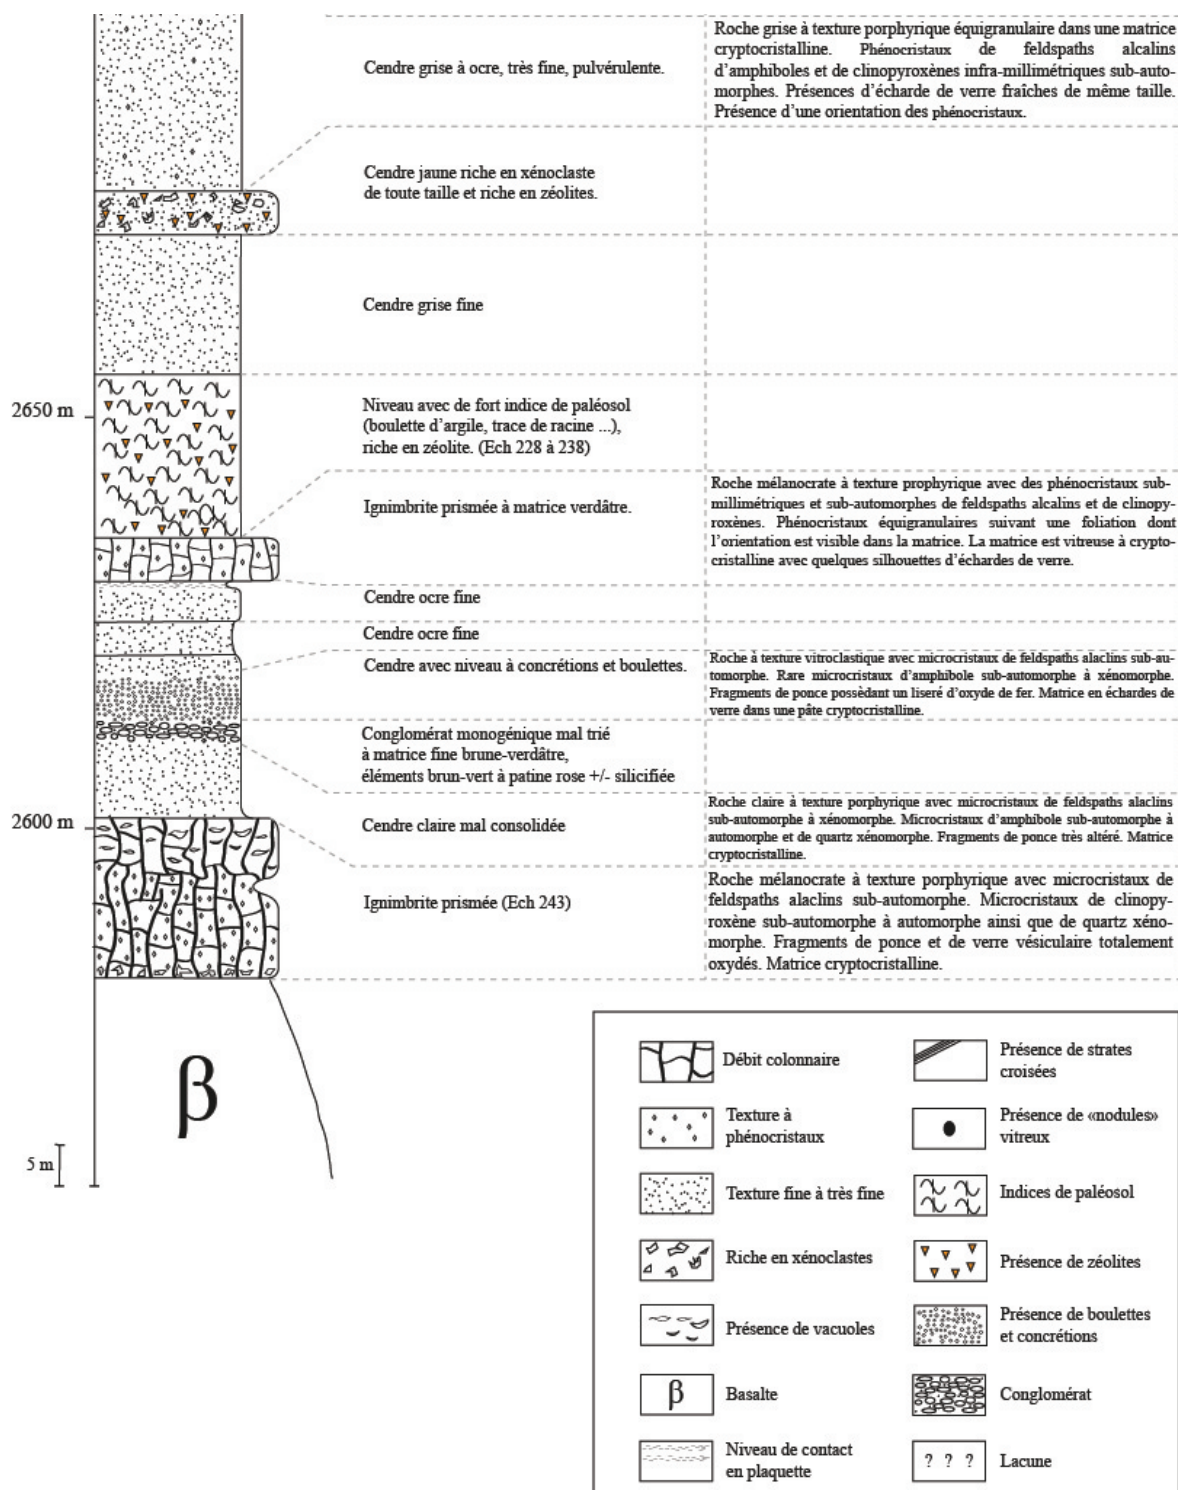 Cendre grise à ocre, très fine, pulvérulente.
Roche grise à texture porphyrique équigranulaire dans une matrice
cryptocristalline. Phénocristaux de feldspaths alcalins
d'amphiboles et de clinopyroxènes infra-millimétriques sub-auto-
morphes. Présences d'écharde de verre fraîches de même taille.
Présence d'une orientation des phénocristaux.
Cendre jaune riche en xénoclaste
de toute taille et riche en zéolites.
Cendre grise fine
2650 m
Niveau avec de fort indice de paléosol
(boulette d'argile, trace de racine ...),
riche en zéolite. (Ech 228 à 238)
Ignimbrite prismée à matrice verdâtre.
Roche mélanocrate à texture prophyrique avec des phénocristaux sub-
millimétriques et sub-automorphes de feldspaths alcalins et de clinopy-
roxènes. Phénocristaux équigranulaires suivant une foliation dont
l'orientation est visible dans la matrice. La matrice est vitreuse à crypto-
cristalline avec quelques silhouettes d'échardes de verre.
Cendre ocre fine
Cendre ocre fine
Cendre avec niveau à concrétions et boulettes.
Roche à texture vitroclastique avec microcristaux de feldspaths alaclins sub-au-
tomorphe. Rare microcristaux d'amphibole sub-automorphe à xénomorphe.
Fragments de ponce possèdant un liseré d'oxyde de fer. Matrice en échardes de
verre dans une pâte cryptocristalline.
Conglomérat monogénique mal trié
à matrice fine brune-verdâtre,
éléments brun-vert à patine rose +/- silicifiée
2600 m
Cendre claire mal consolidée
Roche claire à texture porphyrique avec microcristaux de feldspaths alaclins
sub-automorphe à xénomorphe. Microcristaux d'amphibole sub-automorphe à
automorphe et de quartz xénomorphe. Fragments de ponce très altéré. Matrice
cryptocristalline.
Ignimbrite prismée (Ech 243)
Roche mélanocrate à texture porphyrique avec microcristaux de
feldspaths alaclins sub-automorphe. Microcristaux de clinopy-
roxène sub-automorphe à automorphe ainsi que de quartz xéno-
morphe. Fragments de ponce et de verre vésiculaire totalement
oxydés. Matrice cryptocristalline.
β
5 m
Débit colonnaire
Présence de strates
croisées
Texture à
phénocristaux
Présence de «nodules»
vitreux
Texture fine à très fine
Indices de paléosol
Riche en xénoclastes
Présence de zéolites
Présence de vacuoles
Présence de boulettes
et concrétions
β
Basalte
Conglomérat
Niveau de contact
en plaquette
? ? ?
Lacune